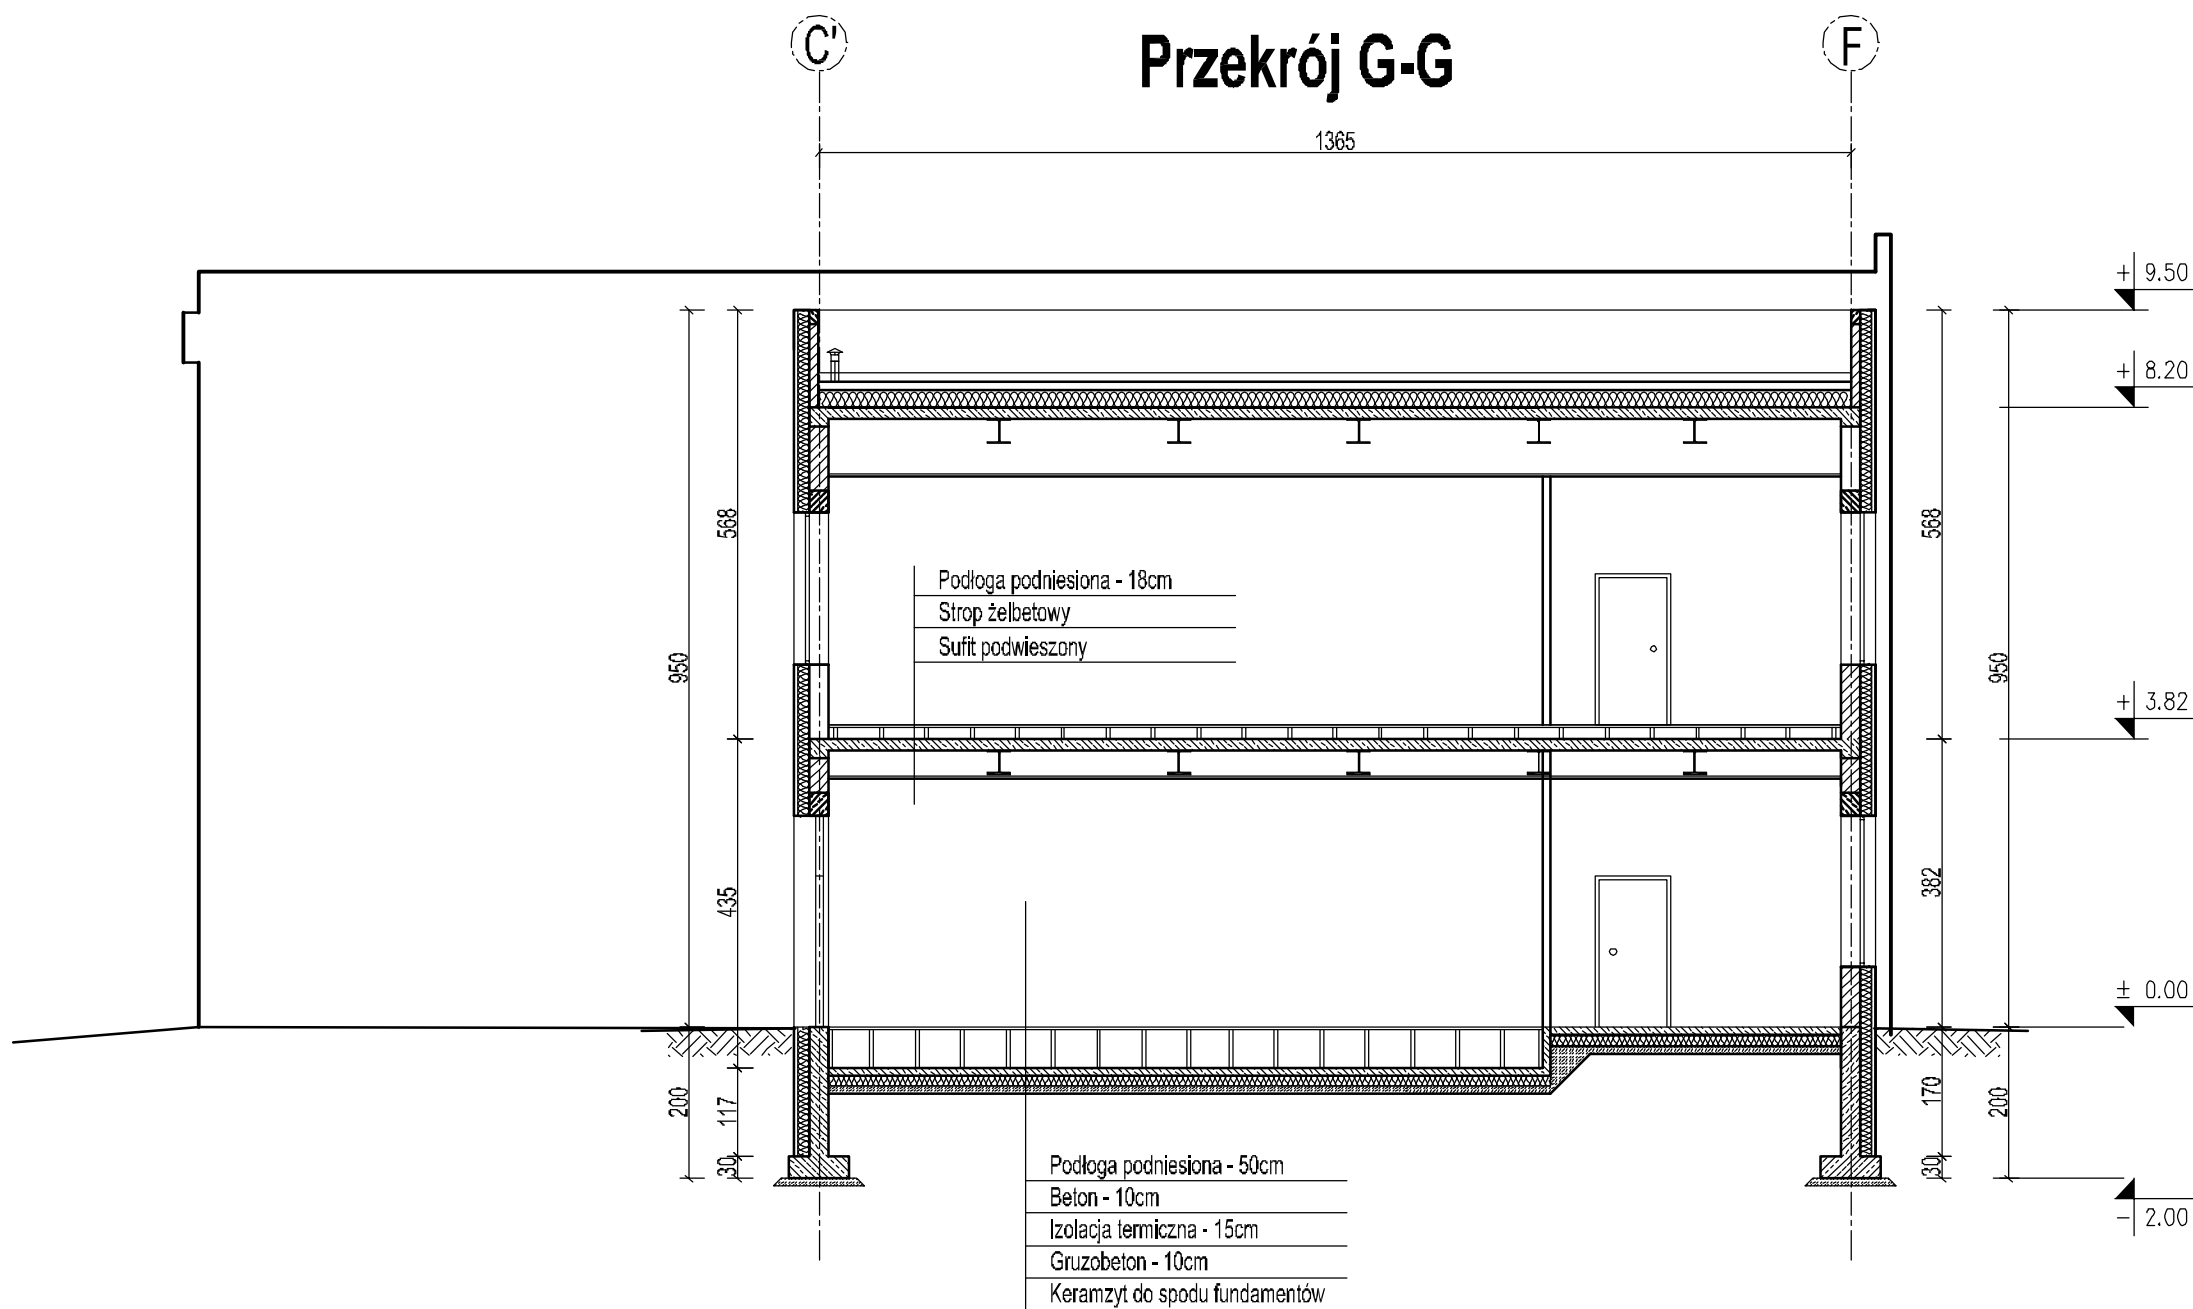 C'
Przekrój G-G
F
1365
+ 9.50
+ 8.20
568
568
Podłoga podniesiona - 18cm
Strop żelbetowy
Sufit podwieszony
950
950
+ 3.82
435
382
± 0.00
200
117
170
200
30
30
Podłoga podniesiona - 50cm
Beton - 10cm
Izolacja termiczna - 15cm
Gruzobeton - 10cm
Keramzyt do spodu fundamentów
- 2.00